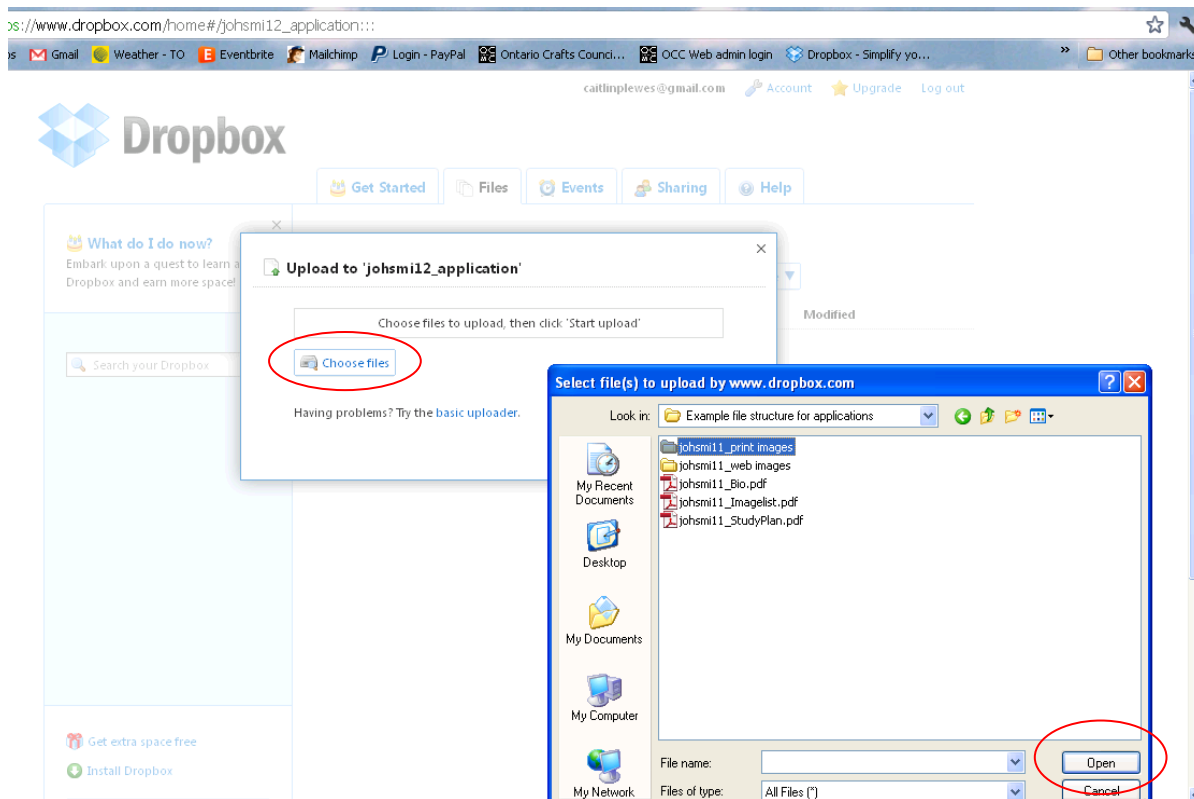 os://www.dropbox.com/home#/johsmi12_application:::
os Gmail Weather - TO Eventbrite Mailchimp Login - PayPal Ontario Crafts Counci... OCC Web admin login Dropbox - Simplify yo... » Other bookmarks
caitlinplewes@gmail.com Account Upgrade Log out
Dropbox
Get Started Files Events Sharing Help
What do I do now?
Embark upon a quest to learn a
Dropbox and earn more space!
Search your Dropbox
Upload to 'johsmi12_application'
Choose files to upload, then click 'Start upload'
Choose files
Having problems? Try the basic uploader.
Modified
Select file(s) to upload by www.dropbox.com
Look in: Example file structure for applications
johsmi11_print images
johsmi11_web images
johsmi11_Bio.pdf
johsmi11_Imagelist.pdf
johsmi11_StudyPlan.pdf
My Recent
Documents
Desktop
My Documents
My Computer
My Network
File name:
Open
Files of type: All Files (*)
Cancel
Get extra space free
Install Dropbox